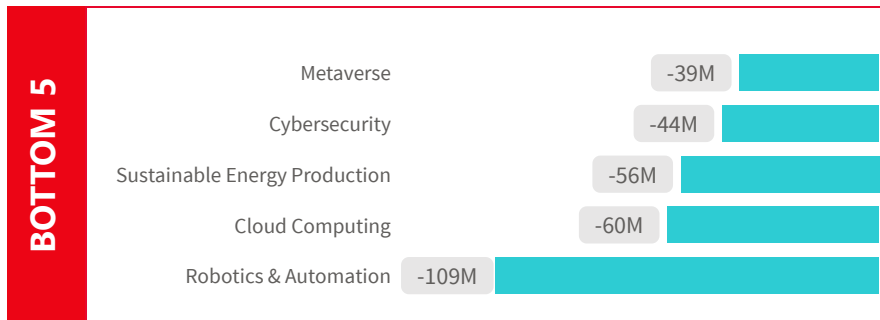 BOTTOM 5
Metaverse -39M
Cybersecurity -44M
Sustainable Energy Production -56M
Cloud Computing -60M
Robotics & Automation -109M